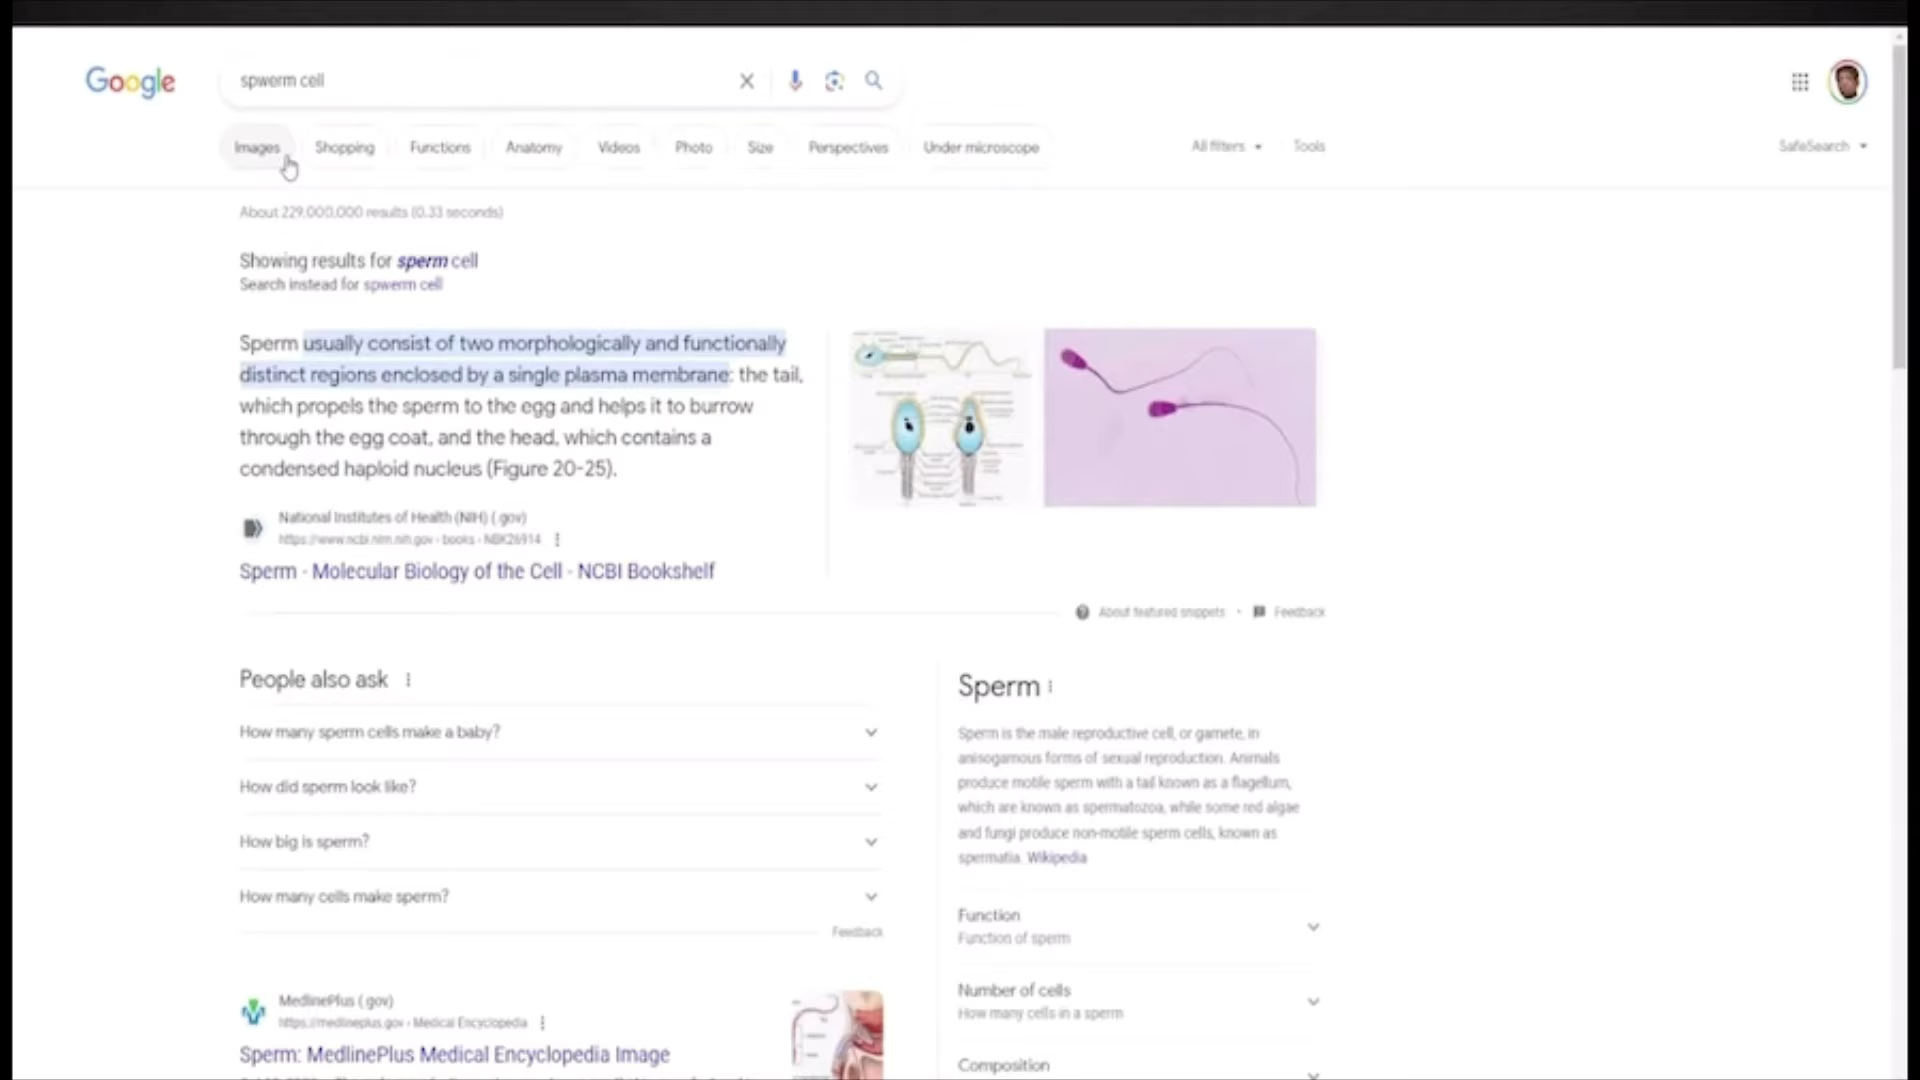 Google
spwerm cell
Images
Shopping
Functions
Anatomy
Videos
Photo
Size
Perspectives
Under microscope
All filters
Tools
SafeSearch
About 229,000,000 results (0.33 seconds)
Showing results for sperm cell
Search instead for spwerm cell
Sperm usually consist of two morphologically and functionally
distinct regions enclosed by a single plasma membrane: the tail,
which propels the sperm to the egg and helps it to burrow
through the egg coat, and the head, which contains a
condensed haploid nucleus (Figure 20-25).
National Institutes of Health (NIH) (.gov)
https://www.ncbi.nlm.nih.gov › books › NBK26914
Sperm - Molecular Biology of the Cell - NCBI Bookshelf
About featured snippets
Feedback
People also ask
How many sperm cells make a baby?
How did sperm look like?
How big is sperm?
How many cells make sperm?
Feedback
MedlinePlus (.gov)
https://medlineplus.gov › Medical Encyclopedia
Sperm: MedlinePlus Medical Encyclopedia Image
Sperm
Sperm is the male reproductive cell, or gamete, in
anisogamous forms of sexual reproduction. Animals
produce motile sperm with a tail known as a flagellum,
which are known as spermatozoa, while some red algae
and fungi produce non-motile sperm cells, known as
spermatia. Wikipedia
Function
Function of sperm
Number of cells
How many cells in a sperm
Composition